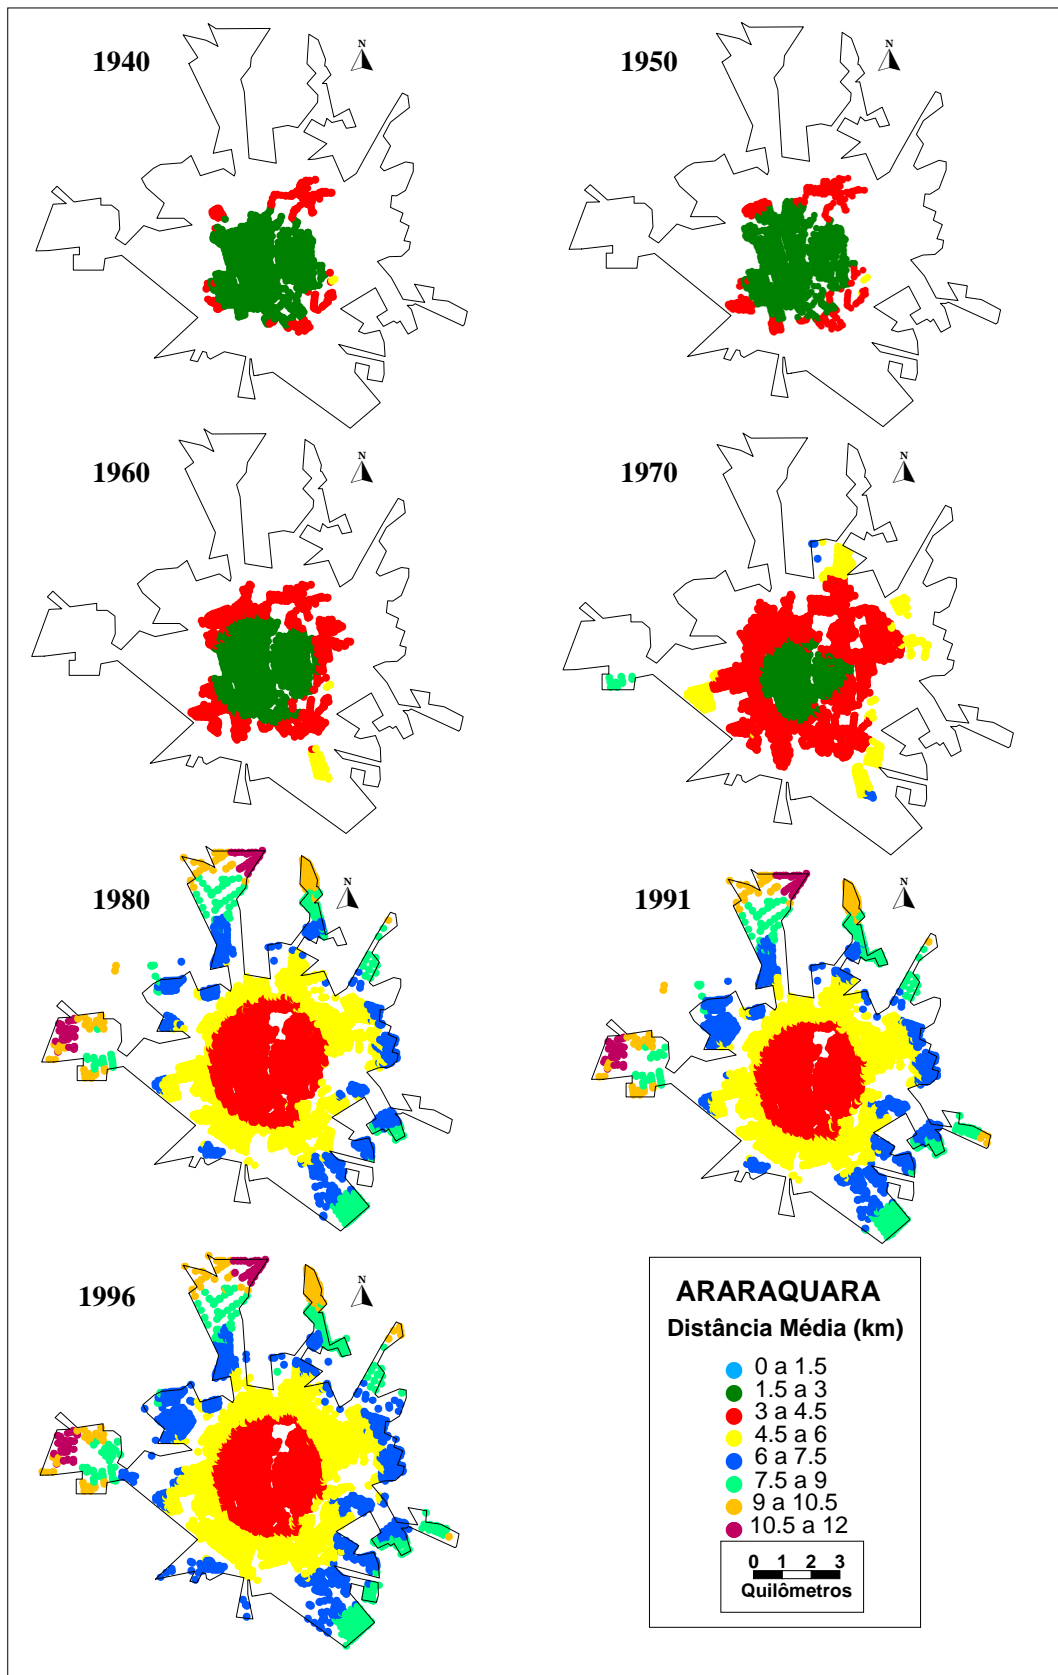 1940
N
1950
N
1960
N
1970
N
1980
N
1991
N
1996
N
ARARAQUARA
Distância Média (km)
0 a 1.5
1.5 a 3
3 a 4.5
4.5 a 6
6 a 7.5
7.5 a 9
9 a 10.5
10.5 a 12
0 1 2 3
Quilômetros